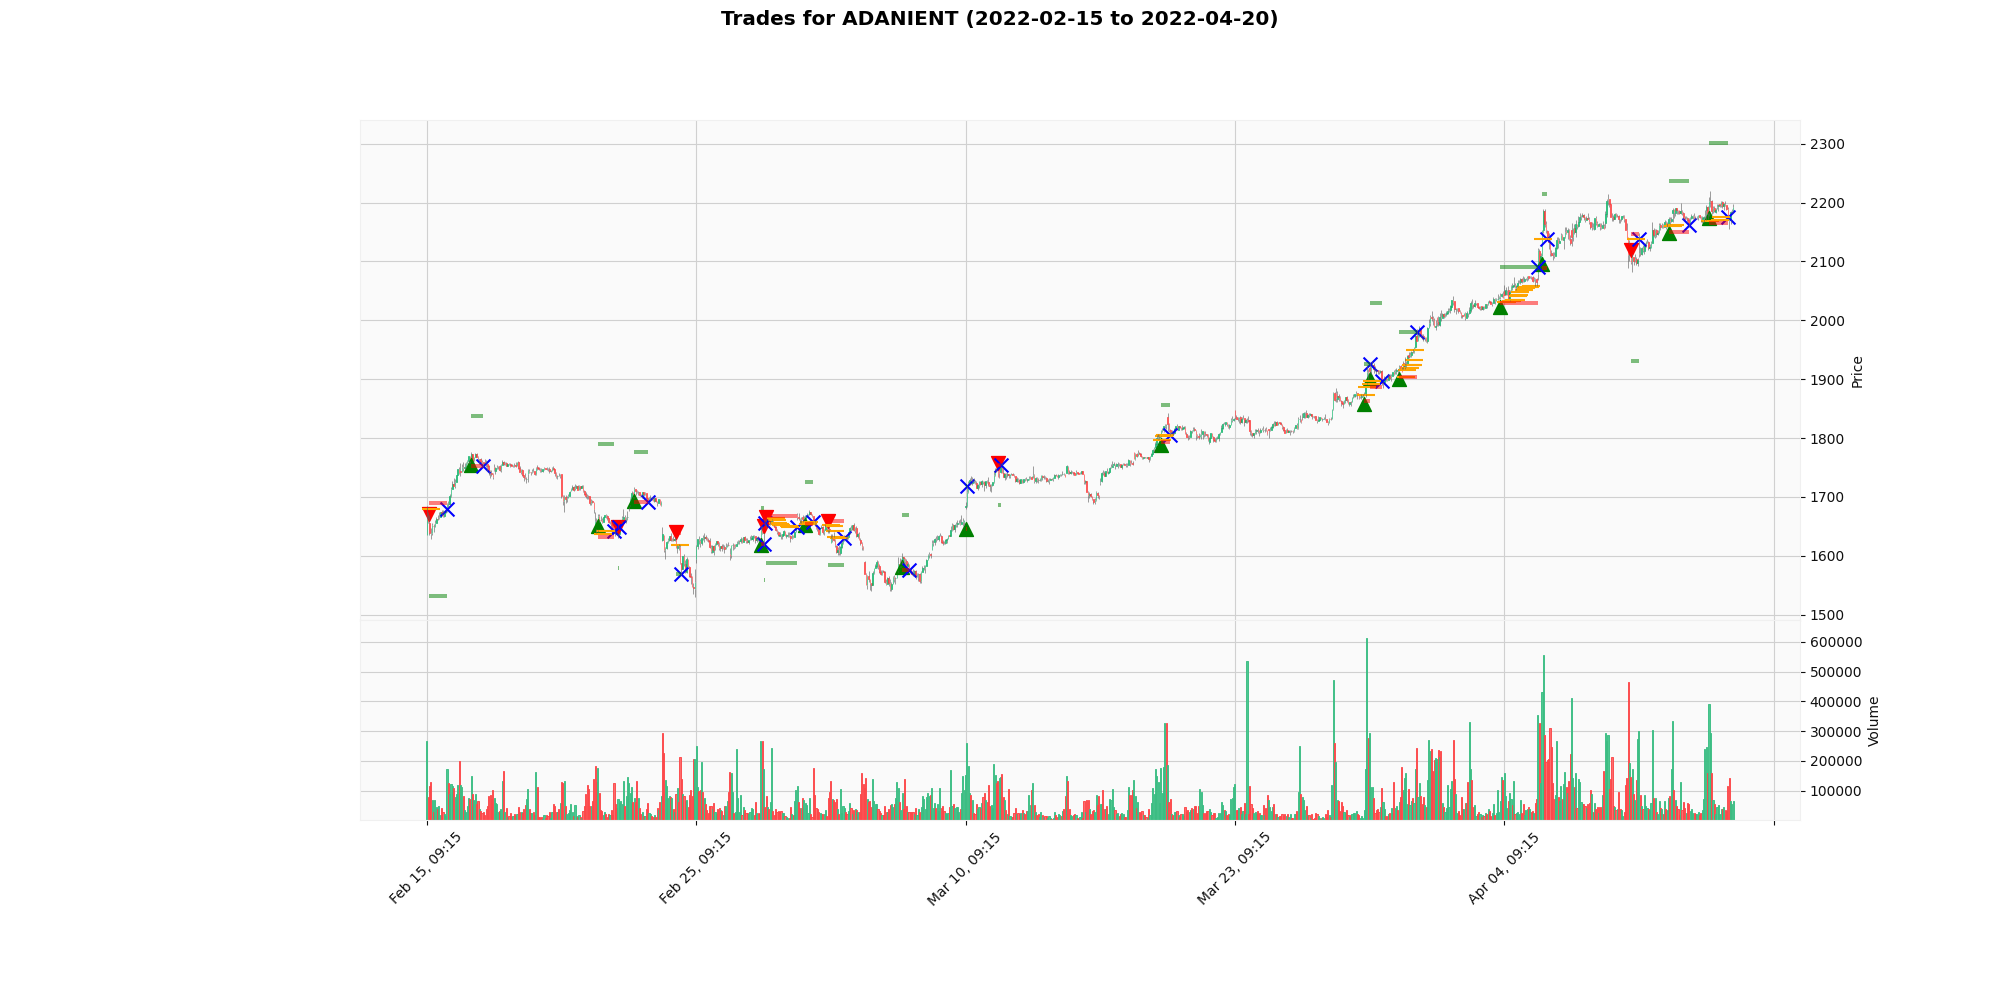 Trades for ADANIENT (2022-02-15 to 2022-04-20)
2300
2200
2100
2000
1900
1800
1700
1600
1500
Price
600000
500000
400000
300000
200000
100000
Volume
Feb 15, 09:15
Feb 25, 09:15
Mar 10, 09:15
Mar 23, 09:15
Apr 04, 09:15